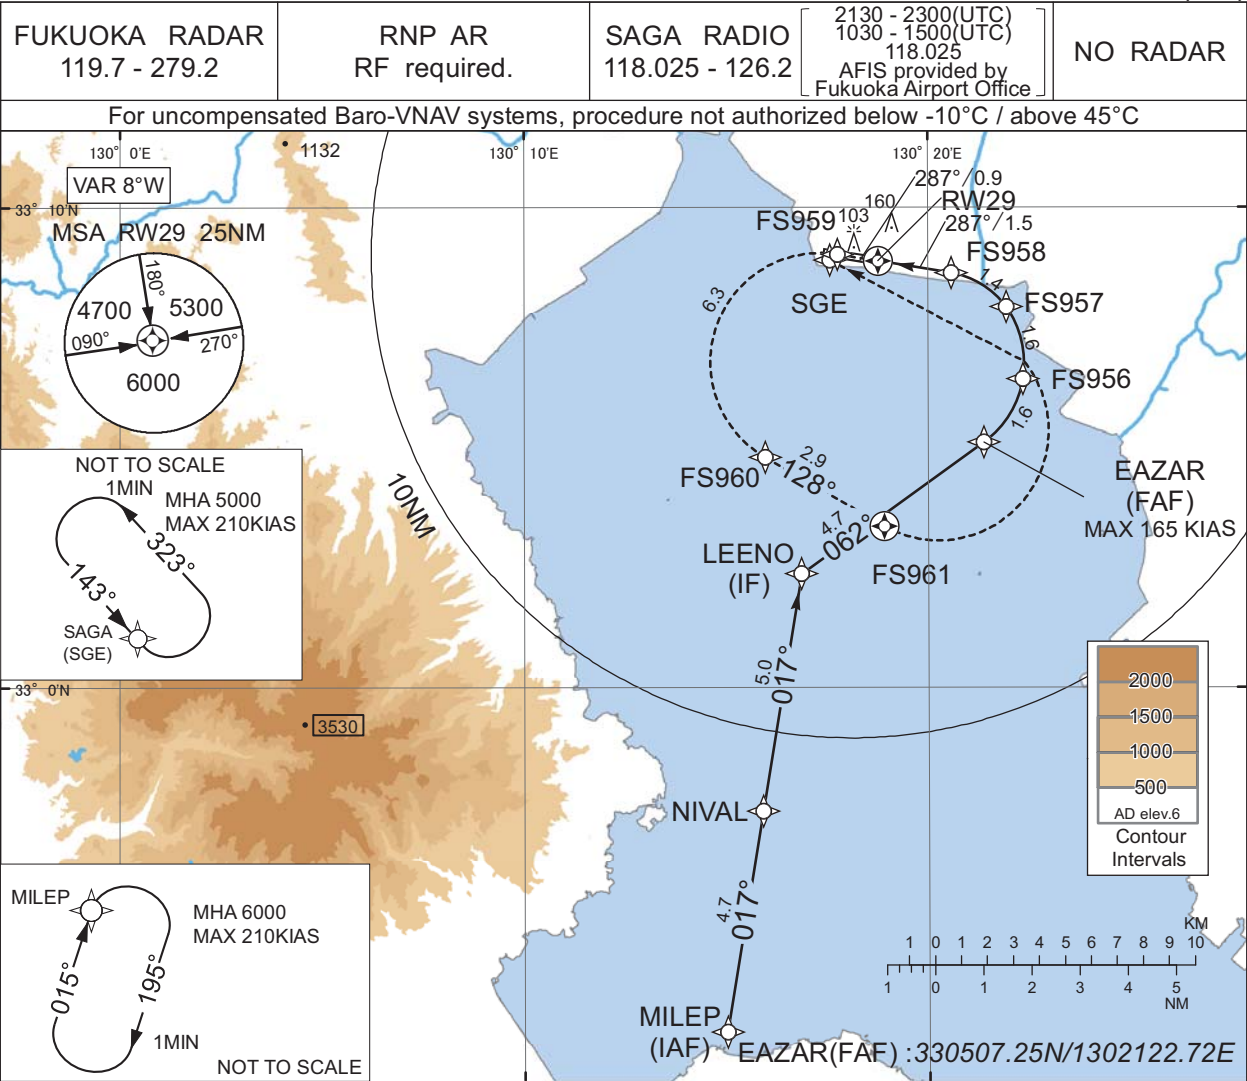 FUKUOKA RADAR
119.7 - 279.2
RNP AR
RF required.
SAGA RADIO
118.025 - 126.2
2130 - 2300(UTC)
1030 - 1500(UTC)
118.025
AFIS provided by
Fukuoka Airport Office
NO RADAR
For uncompensated Baro-VNAV systems, procedure not authorized below -10°C / above 45°C
130° 0'E
130° 10'E
130° 20'E
1132
VAR 8°W
33° 10'N
MSA RW29 25NM
180°
4700
5300
090°
270°
6000
287° / 0.9
RW29
287° / 1.5
160
103
FS959
FS958
SGE
1.4
FS957
1.6
6.3
FS956
1.6
EAZAR
(FAF)
MAX 165 KIAS
FS960
2.9
128°
10NM
4.7
062°
LEENO
(IF)
FS961
NOT TO SCALE
1MIN
MHA 5000
MAX 210KIAS
323°
143°
SAGA
(SGE)
5.0
017°
33° 0'N
3530
2000
1500
1000
500
AD elev.6
Contour
Intervals
NIVAL
4.7
017°
MILEP
MHA 6000
MAX 210KIAS
015°
195°
1MIN
NOT TO SCALE
KM
1 0 1 2 3 4 5 6 7 8 9 10
1 0 1 2 3 4 5
NM
MILEP
(IAF)
EAZAR(FAF) :330507.25N/1302122.72E